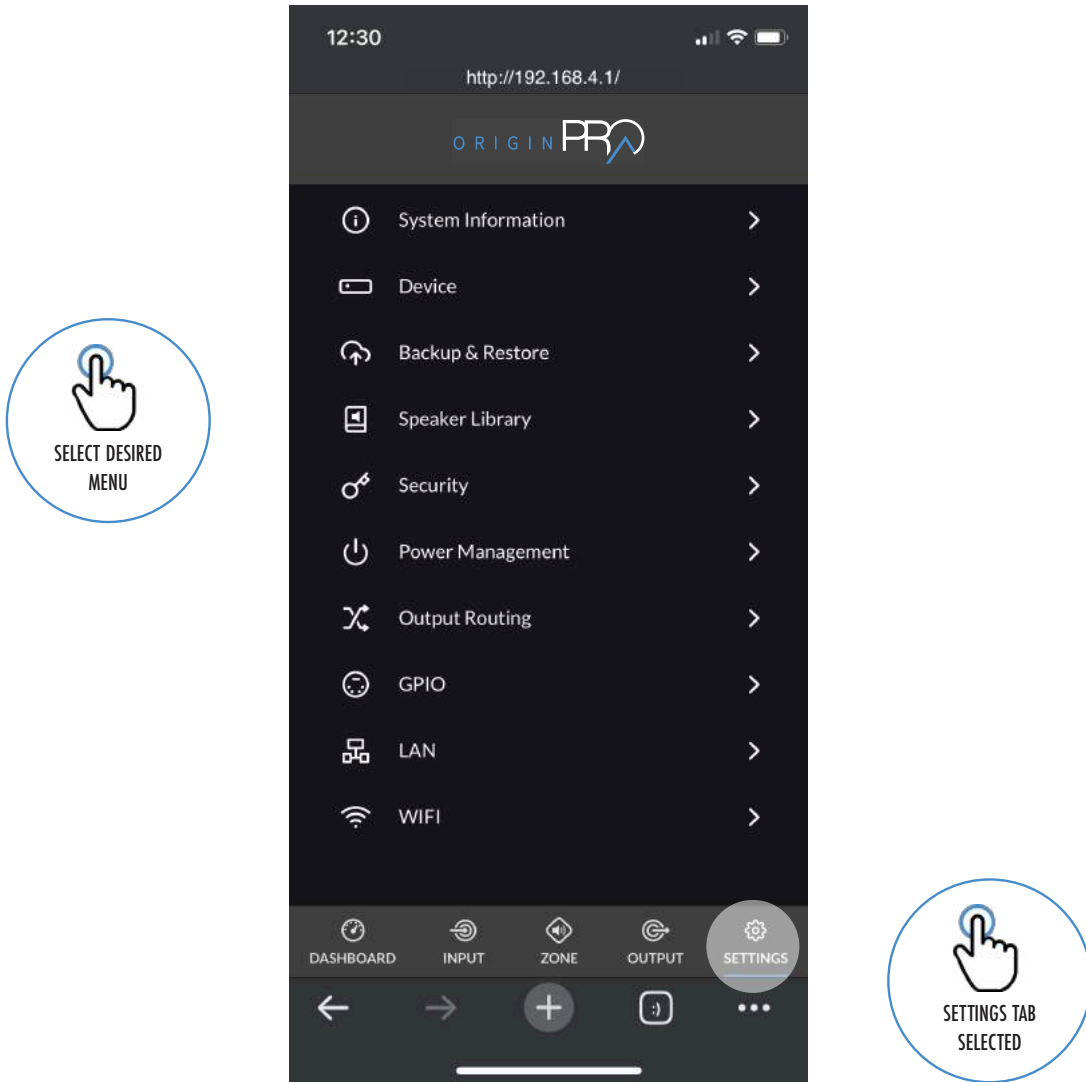 12:30
http://192.168.4.1/
ORIGIN PRO
System Information
Device
Backup & Restore
Speaker Library
Security
Power Management
Output Routing
GPIO
LAN
WIFI
SELECT DESIRED
MENU
DASHBOARD INPUT ZONE OUTPUT SETTINGS
:)
SETTINGS TAB
SELECTED